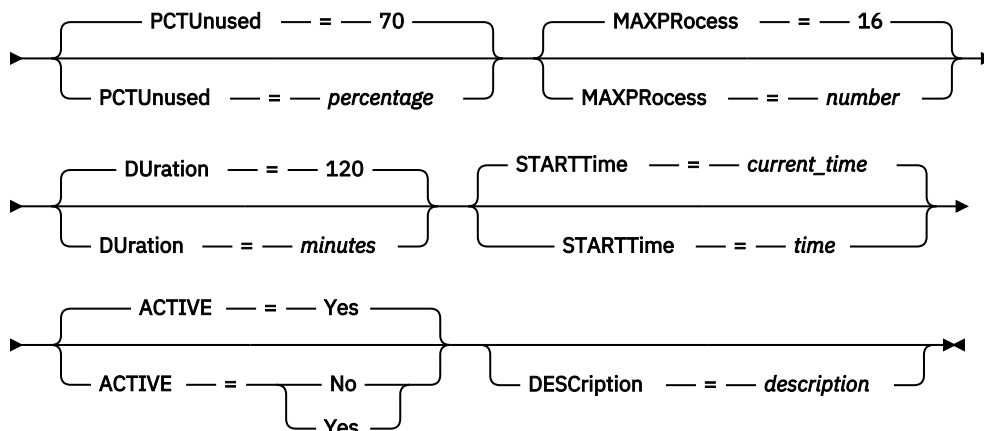 PCTUnused = 70
MAXPRocess = 16
PCTUnused = percentage
MAXPRocess = number
DUration = 120
STARTTime = current_time
DUration = minutes
STARTTime = time
ACTIVE = Yes
ACTIVE = No
DESCription = description
Yes